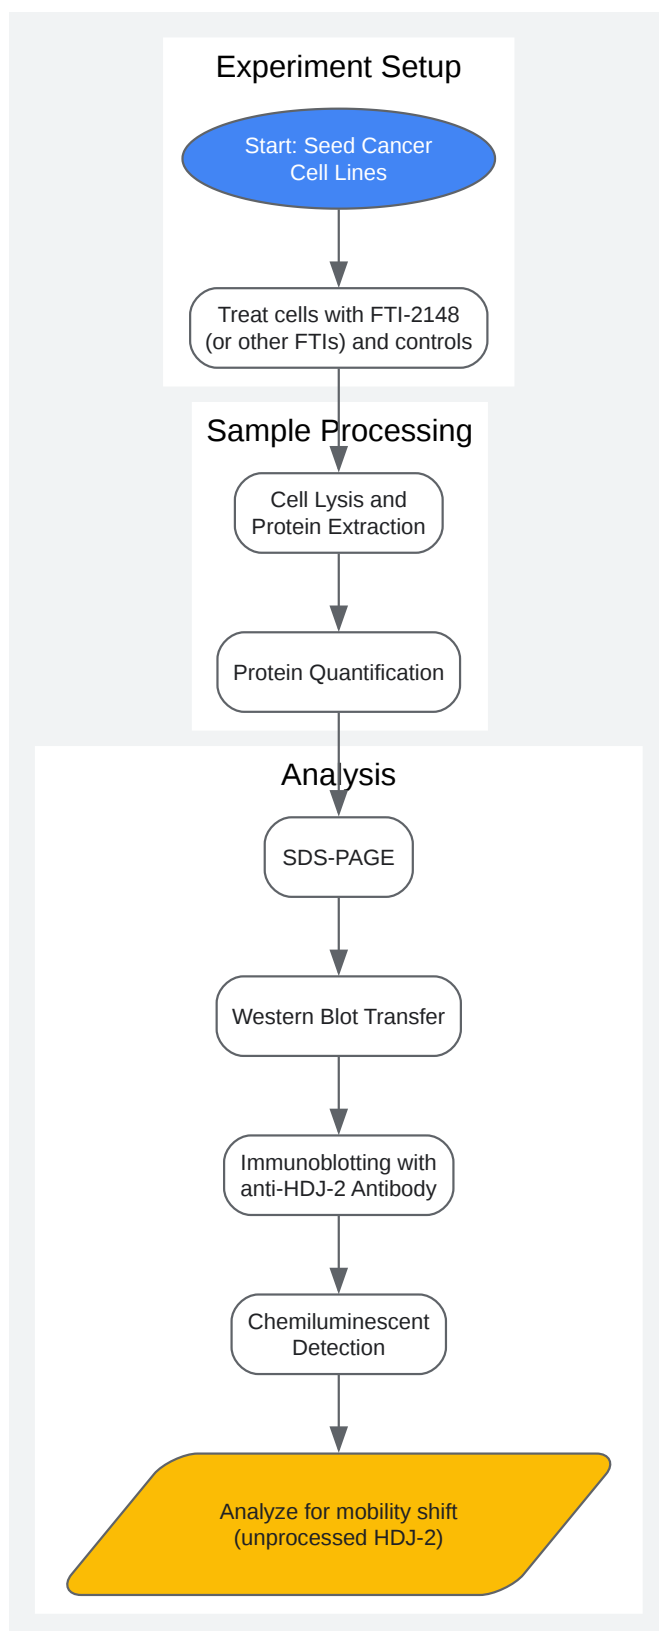 Experiment Setup
Start: Seed Cancer
Cell Lines
Treat cells with FTI-2148
(or other FTIs) and controls
Sample Processing
Cell Lysis and
Protein Extraction
Protein Quantification
Analysis
SDS-PAGE
Western Blot Transfer
Immunoblotting with
anti-HDJ-2 Antibody
Chemiluminescent
Detection
Analyze for mobility shift
(unprocessed HDJ-2)